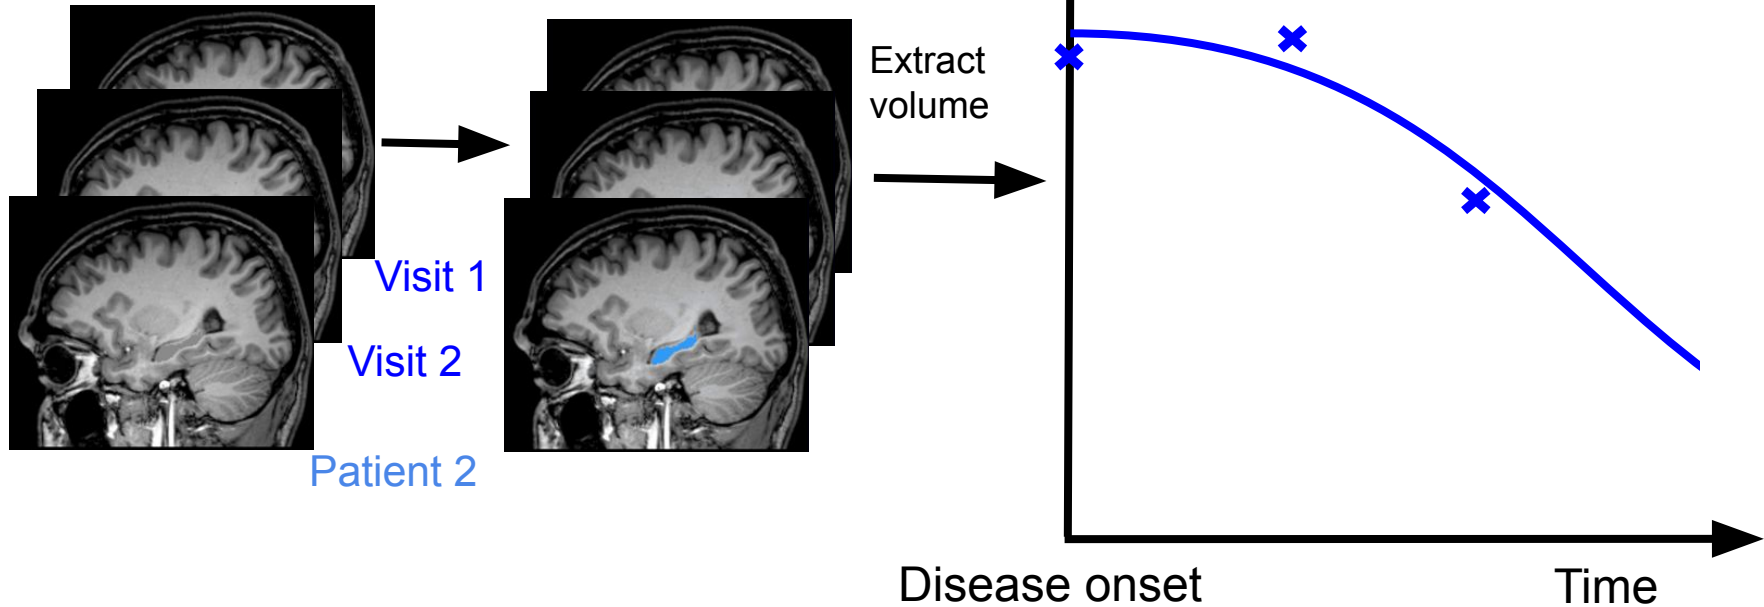 Extract
volume
Visit 1
Visit 2
Patient 2
Disease onset
Time